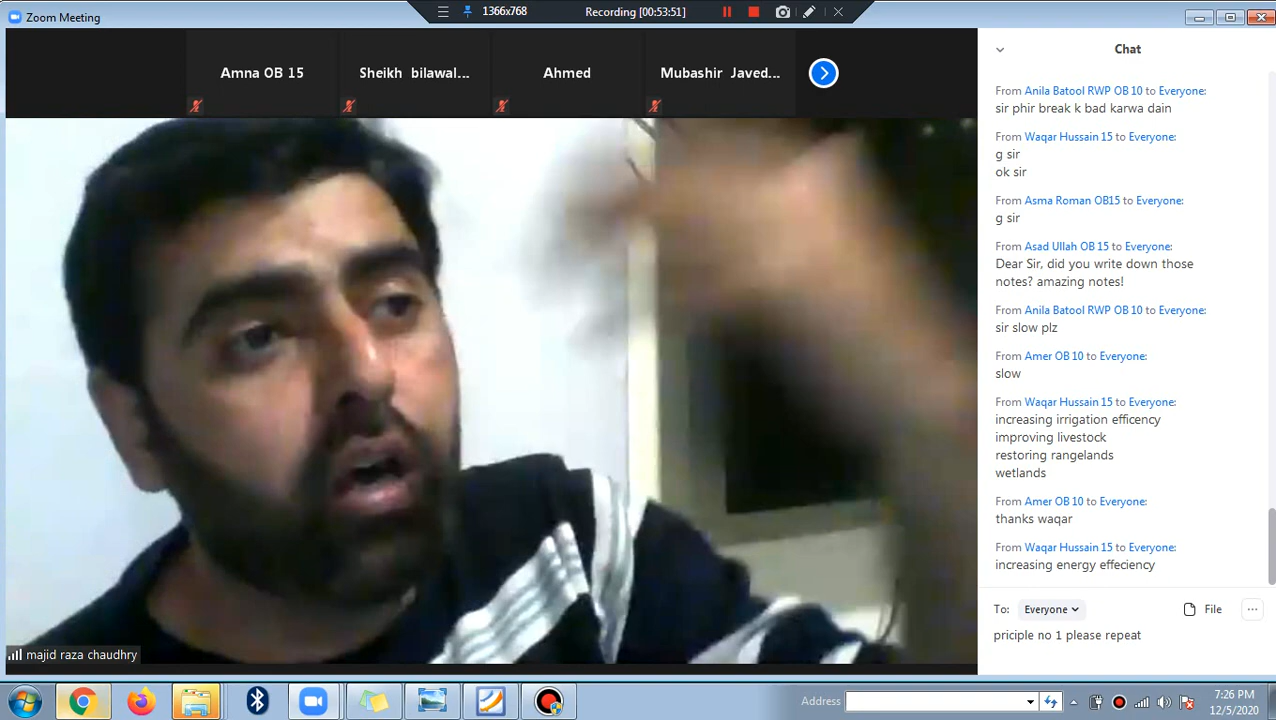 Zoom Meeting
1366x768
Recording [00:53:51]
Amna OB 15
Sheikh bilawal...
Ahmed
Mubashir Javed...
majid raza chaudhry
Chat
From Anila Batool RWP OB 10 to Everyone:
sir phir break k bad karwa dain
From Waqar Hussain 15 to Everyone:
g sir
ok sir
From Asma Roman OB15 to Everyone:
g sir
From Asad Ullah OB 15 to Everyone:
Dear Sir, did you write down those
notes? amazing notes!
From Anila Batool RWP OB 10 to Everyone:
sir slow plz
From Amer OB 10 to Everyone:
slow
From Waqar Hussain 15 to Everyone:
increasing irrigation efficency
improving livestock
restoring rangelands
wetlands
From Amer OB 10 to Everyone:
thanks waqar
From Waqar Hussain 15 to Everyone:
increasing energy effeciency
To: Everyone
File
priciple no 1 please repeat
Address
7:26 PM
12/5/2020